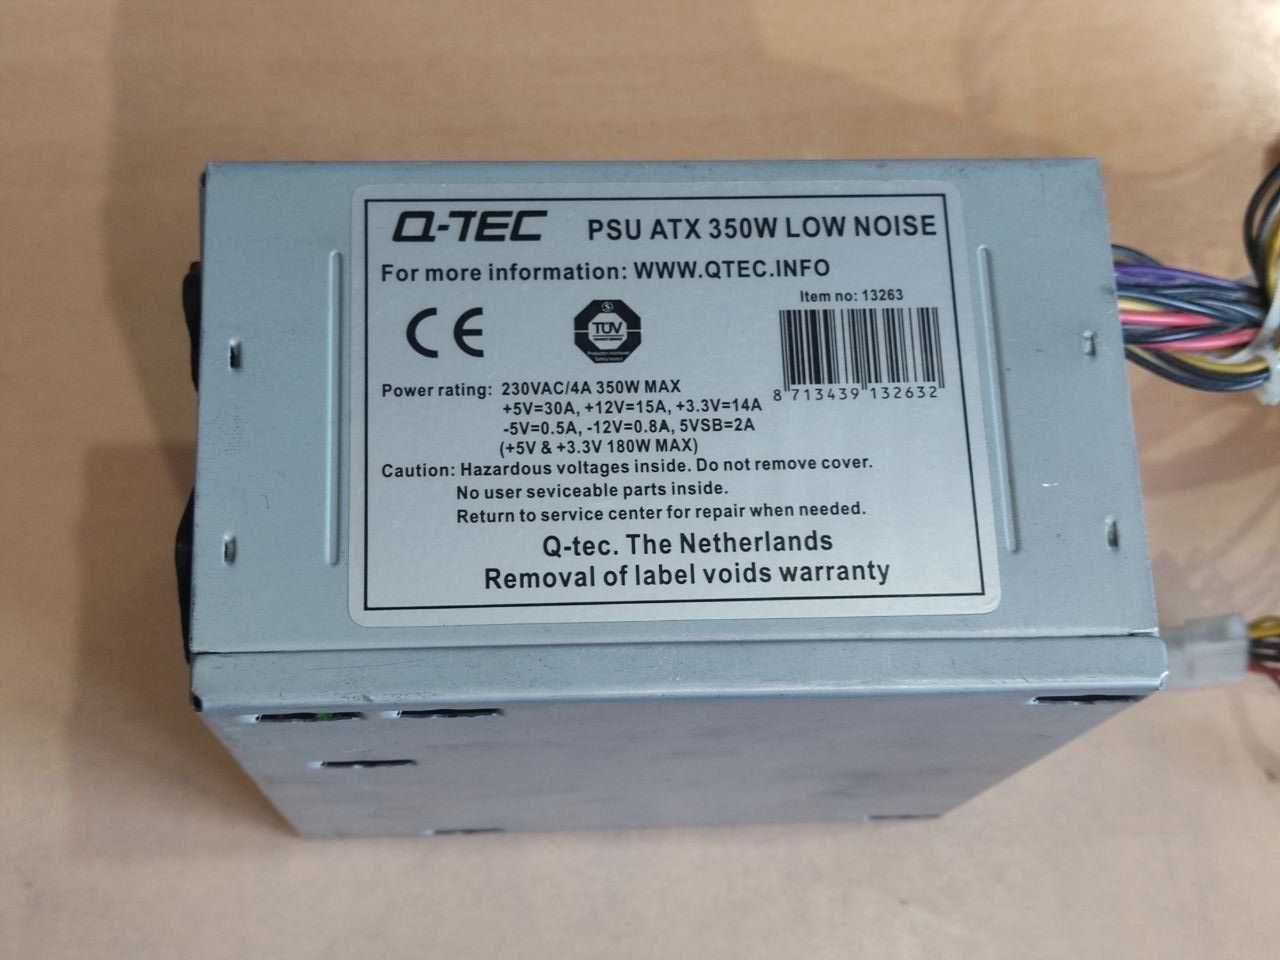 Q-TEC PSU ATX 350W LOW NOISE
For more information: WWW.QTEC.INFO
Item no: 13263
CE
TÜV
8 713439 132632
Power rating: 230VAC/4A 350W MAX
+5V=30A, +12V=15A, +3.3V=14A
-5V=0.5A, -12V=0.8A, 5VSB=2A
(+5V & +3.3V 180W MAX)
Caution: Hazardous voltages inside. Do not remove cover.
No user seviceable parts inside.
Return to service center for repair when needed.
Q-tec. The Netherlands
Removal of label voids warranty